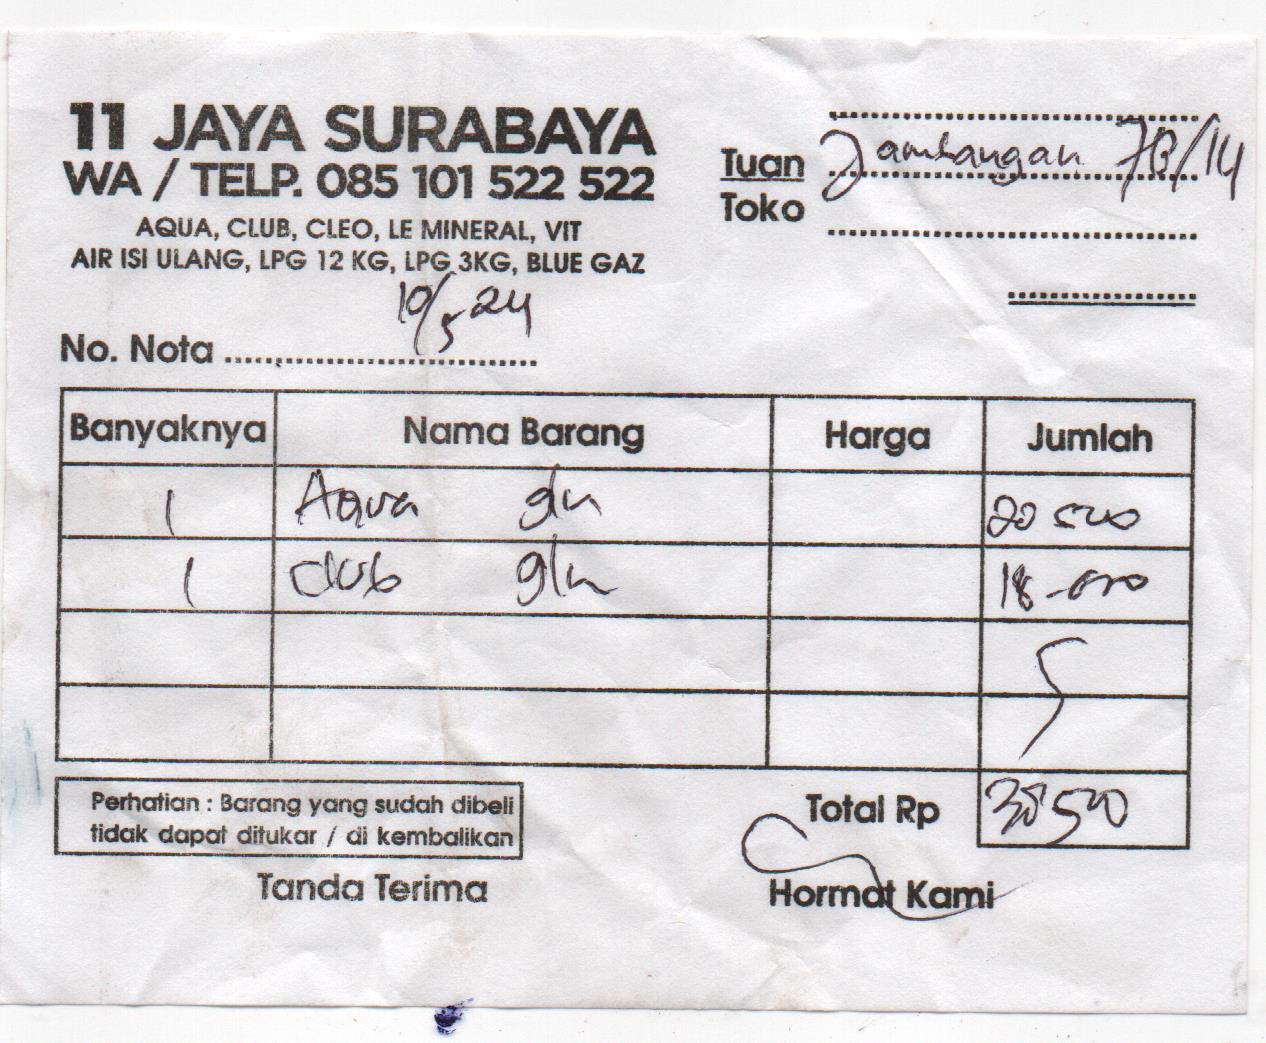 11 JAYA SURABAYA
WA / TELP. 085 101 522 522
AQUA, CLUB, CLEO, LE MINERAL, VIT
AIR ISI ULANG, LPG 12 KG, LPG 3KG, BLUE GAZ
Tuan Jambangan 7B/14
Toko
10/5 24
No. Nota
Banyaknya Nama Barang Harga Jumlah
1 Aqua gln 20 500
1 club gln 18-000
Total Rp 38 500
Perhatian : Barang yang sudah dibeli
tidak dapat ditukar / di kembalikan
Tanda Terima Hormat Kami